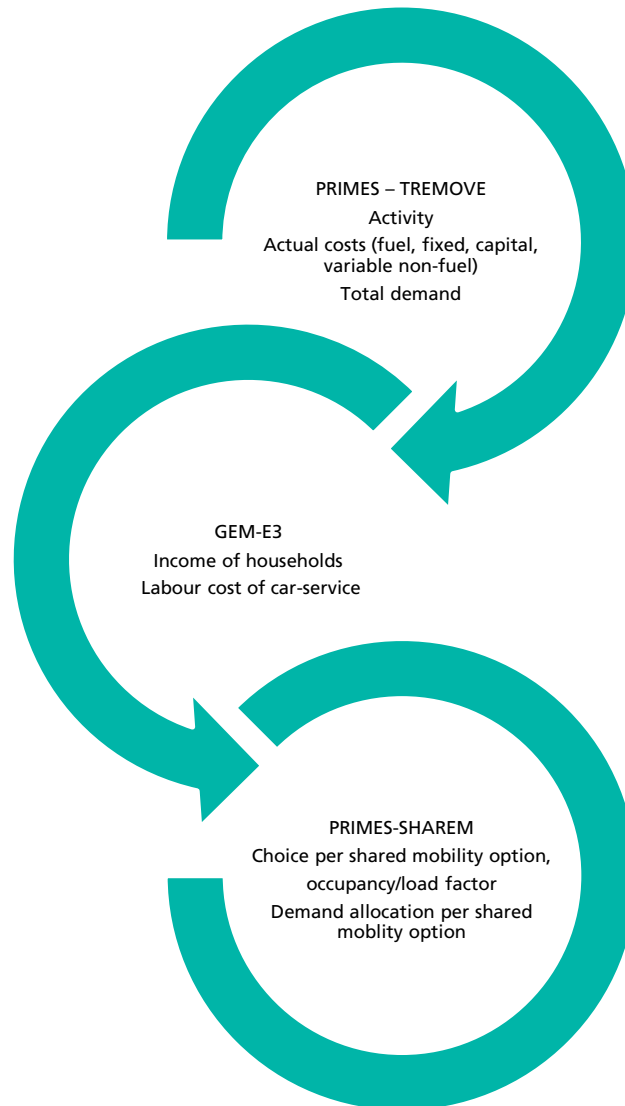 PRIMES – TREMOVE
Activity
Actual costs (fuel, fixed, capital,
variable non-fuel)
Total demand
GEM-E3
Income of households
Labour cost of car-service
PRIMES-SHAREM
Choice per shared mobility option,
occupancy/load factor
Demand allocation per shared
moblity option